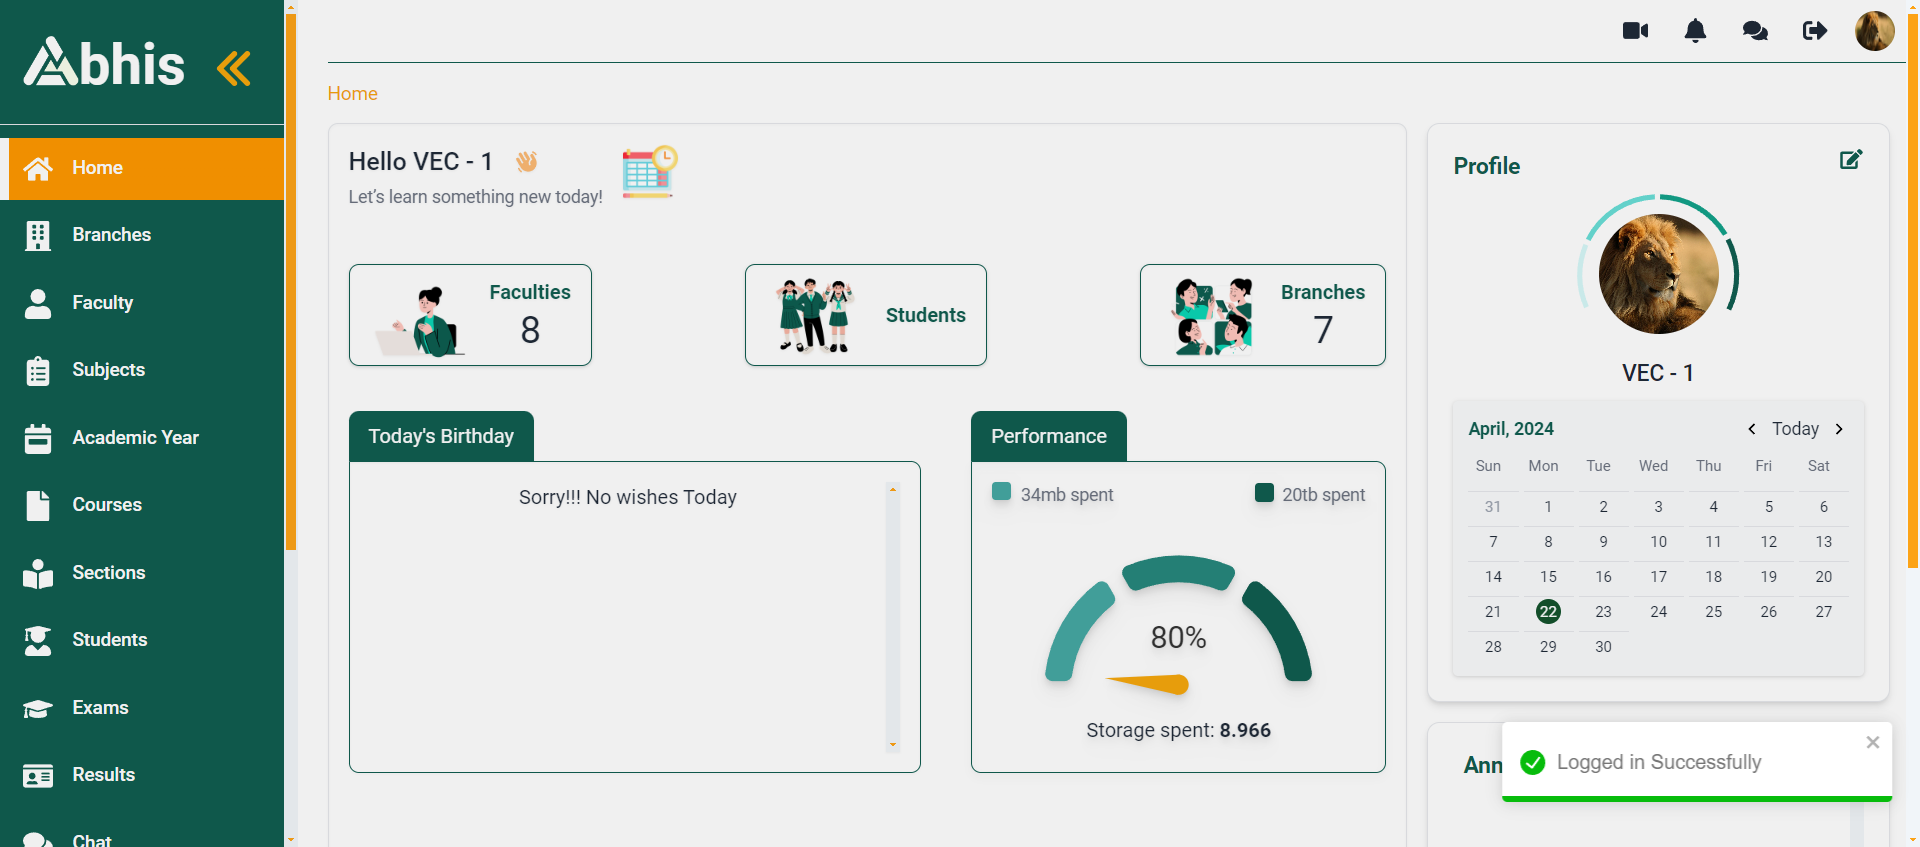 Abhis
Home
Branches
Faculty
Subjects
Academic Year
Courses
Sections
Students
Exams
Results
Chat
Home
Hello VEC - 1
Let's learn something new today!
Faculties
8
Students
Branches
7
Today's Birthday
Sorry!!! No wishes Today
Performance
34mb spent
20tb spent
80%
Storage spent: 8.966
Profile
VEC - 1
April, 2024
Today
Sun Mon Tue Wed Thu Fri Sat
31 1 2 3 4 5 6
7 8 9 10 11 12 13
14 15 16 17 18 19 20
21 22 23 24 25 26 27
28 29 30
Ann
Logged in Successfully